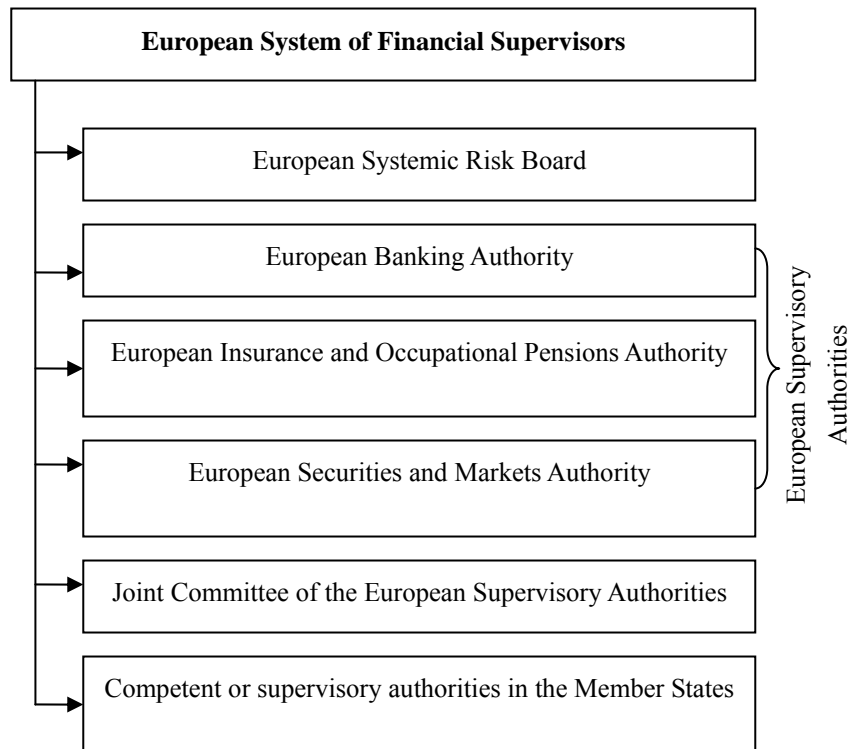 European System of Financial Supervisors
European Systemic Risk Board
European Banking Authority
European Insurance and Occupational Pensions Authority
European Securities and Markets Authority
European Supervisory
Authorities
Joint Committee of the European Supervisory Authorities
Competent or supervisory authorities in the Member States